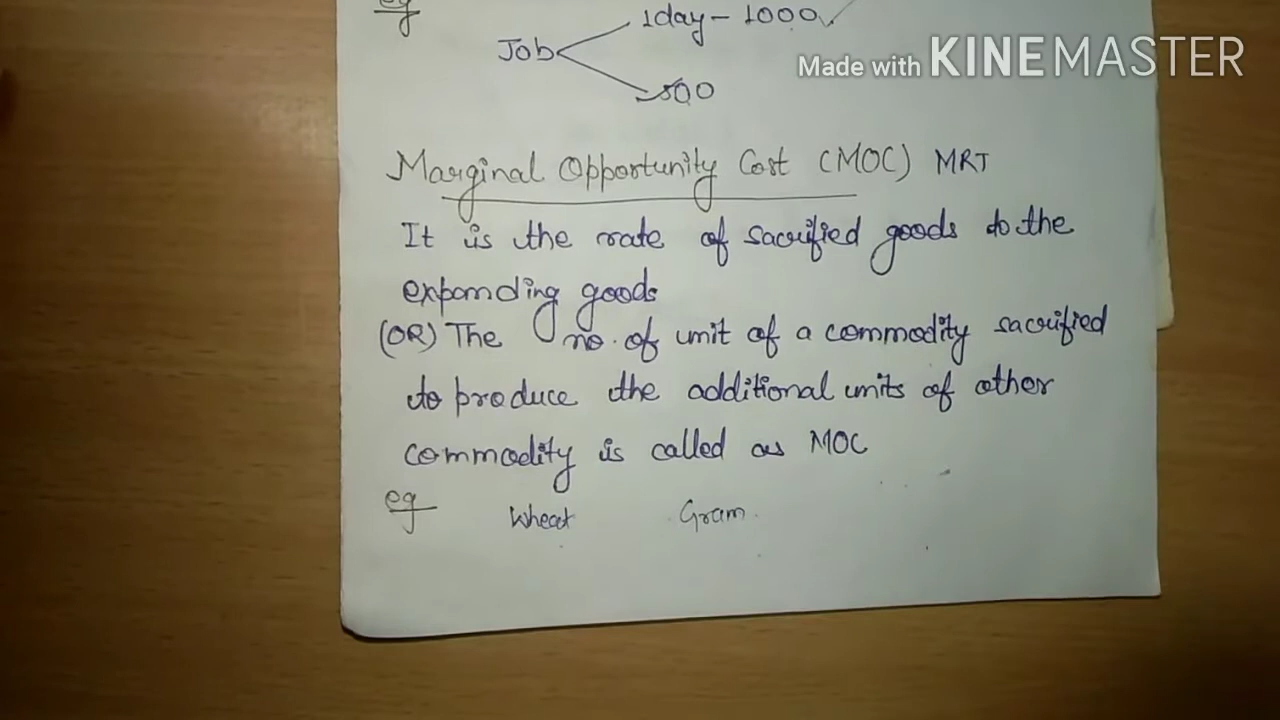 eg
1day - 1000 ✓
Job
500
Made with KINEMASTER
Marginal Opportunity Cost (MOC) MRT
It is the rate of sacrified goods to the
expanding goods
(OR) The no. of unit of a commodity sacrified
to produce the additional units of other
commodity is called as MOC
eg Wheat Gram